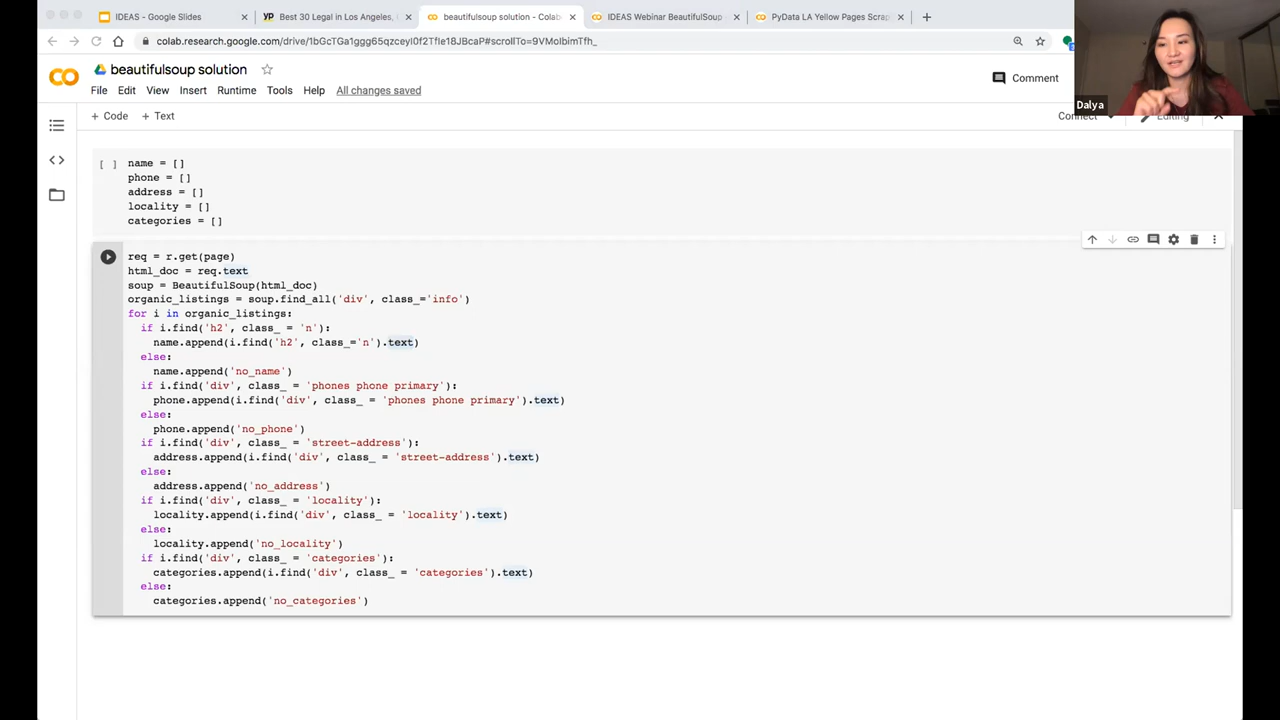 IDEAS - Google Slides
Best 30 Legal in Los Angeles,
beautifulsoup solution - Colab
IDEAS Webinar BeautifulSoup
PyData LA Yellow Pages Scrap
colab.research.google.com/drive/1bGcTGa1ggg65qzceyI0f2TfIe18JBcaP#scrollTo=9VMoIbimTfh_
CO
beautifulsoup solution
Comment
Dalya
File Edit View Insert Runtime Tools Help All changes saved
+ Code + Text
Connect
Editing
[ ] name = []
phone = []
address = []
locality = []
categories = []
req = r.get(page)
html_doc = req.text
soup = BeautifulSoup(html_doc)
organic_listings = soup.find_all('div', class_='info')
for i in organic_listings:
if i.find('h2', class_ = 'n'):
name.append(i.find('h2', class_='n').text)
else:
name.append('no_name')
if i.find('div', class_ = 'phones phone primary'):
phone.append(i.find('div', class_ = 'phones phone primary').text)
else:
phone.append('no_phone')
if i.find('div', class_ = 'street-address'):
address.append(i.find('div', class_ = 'street-address').text)
else:
address.append('no_address')
if i.find('div', class_ = 'locality'):
locality.append(i.find('div', class_ = 'locality').text)
else:
locality.append('no_locality')
if i.find('div', class_ = 'categories'):
categories.append(i.find('div', class_ = 'categories').text)
else:
categories.append('no_categories')